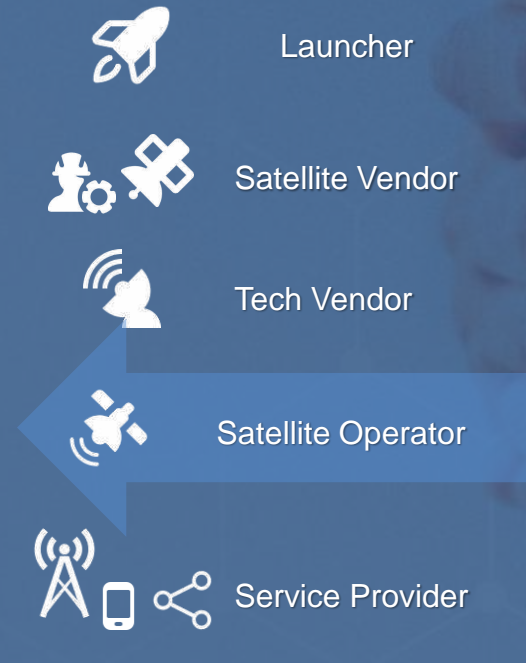 Launcher
Satellite Vendor
Tech Vendor
Satellite Operator
Service Provider